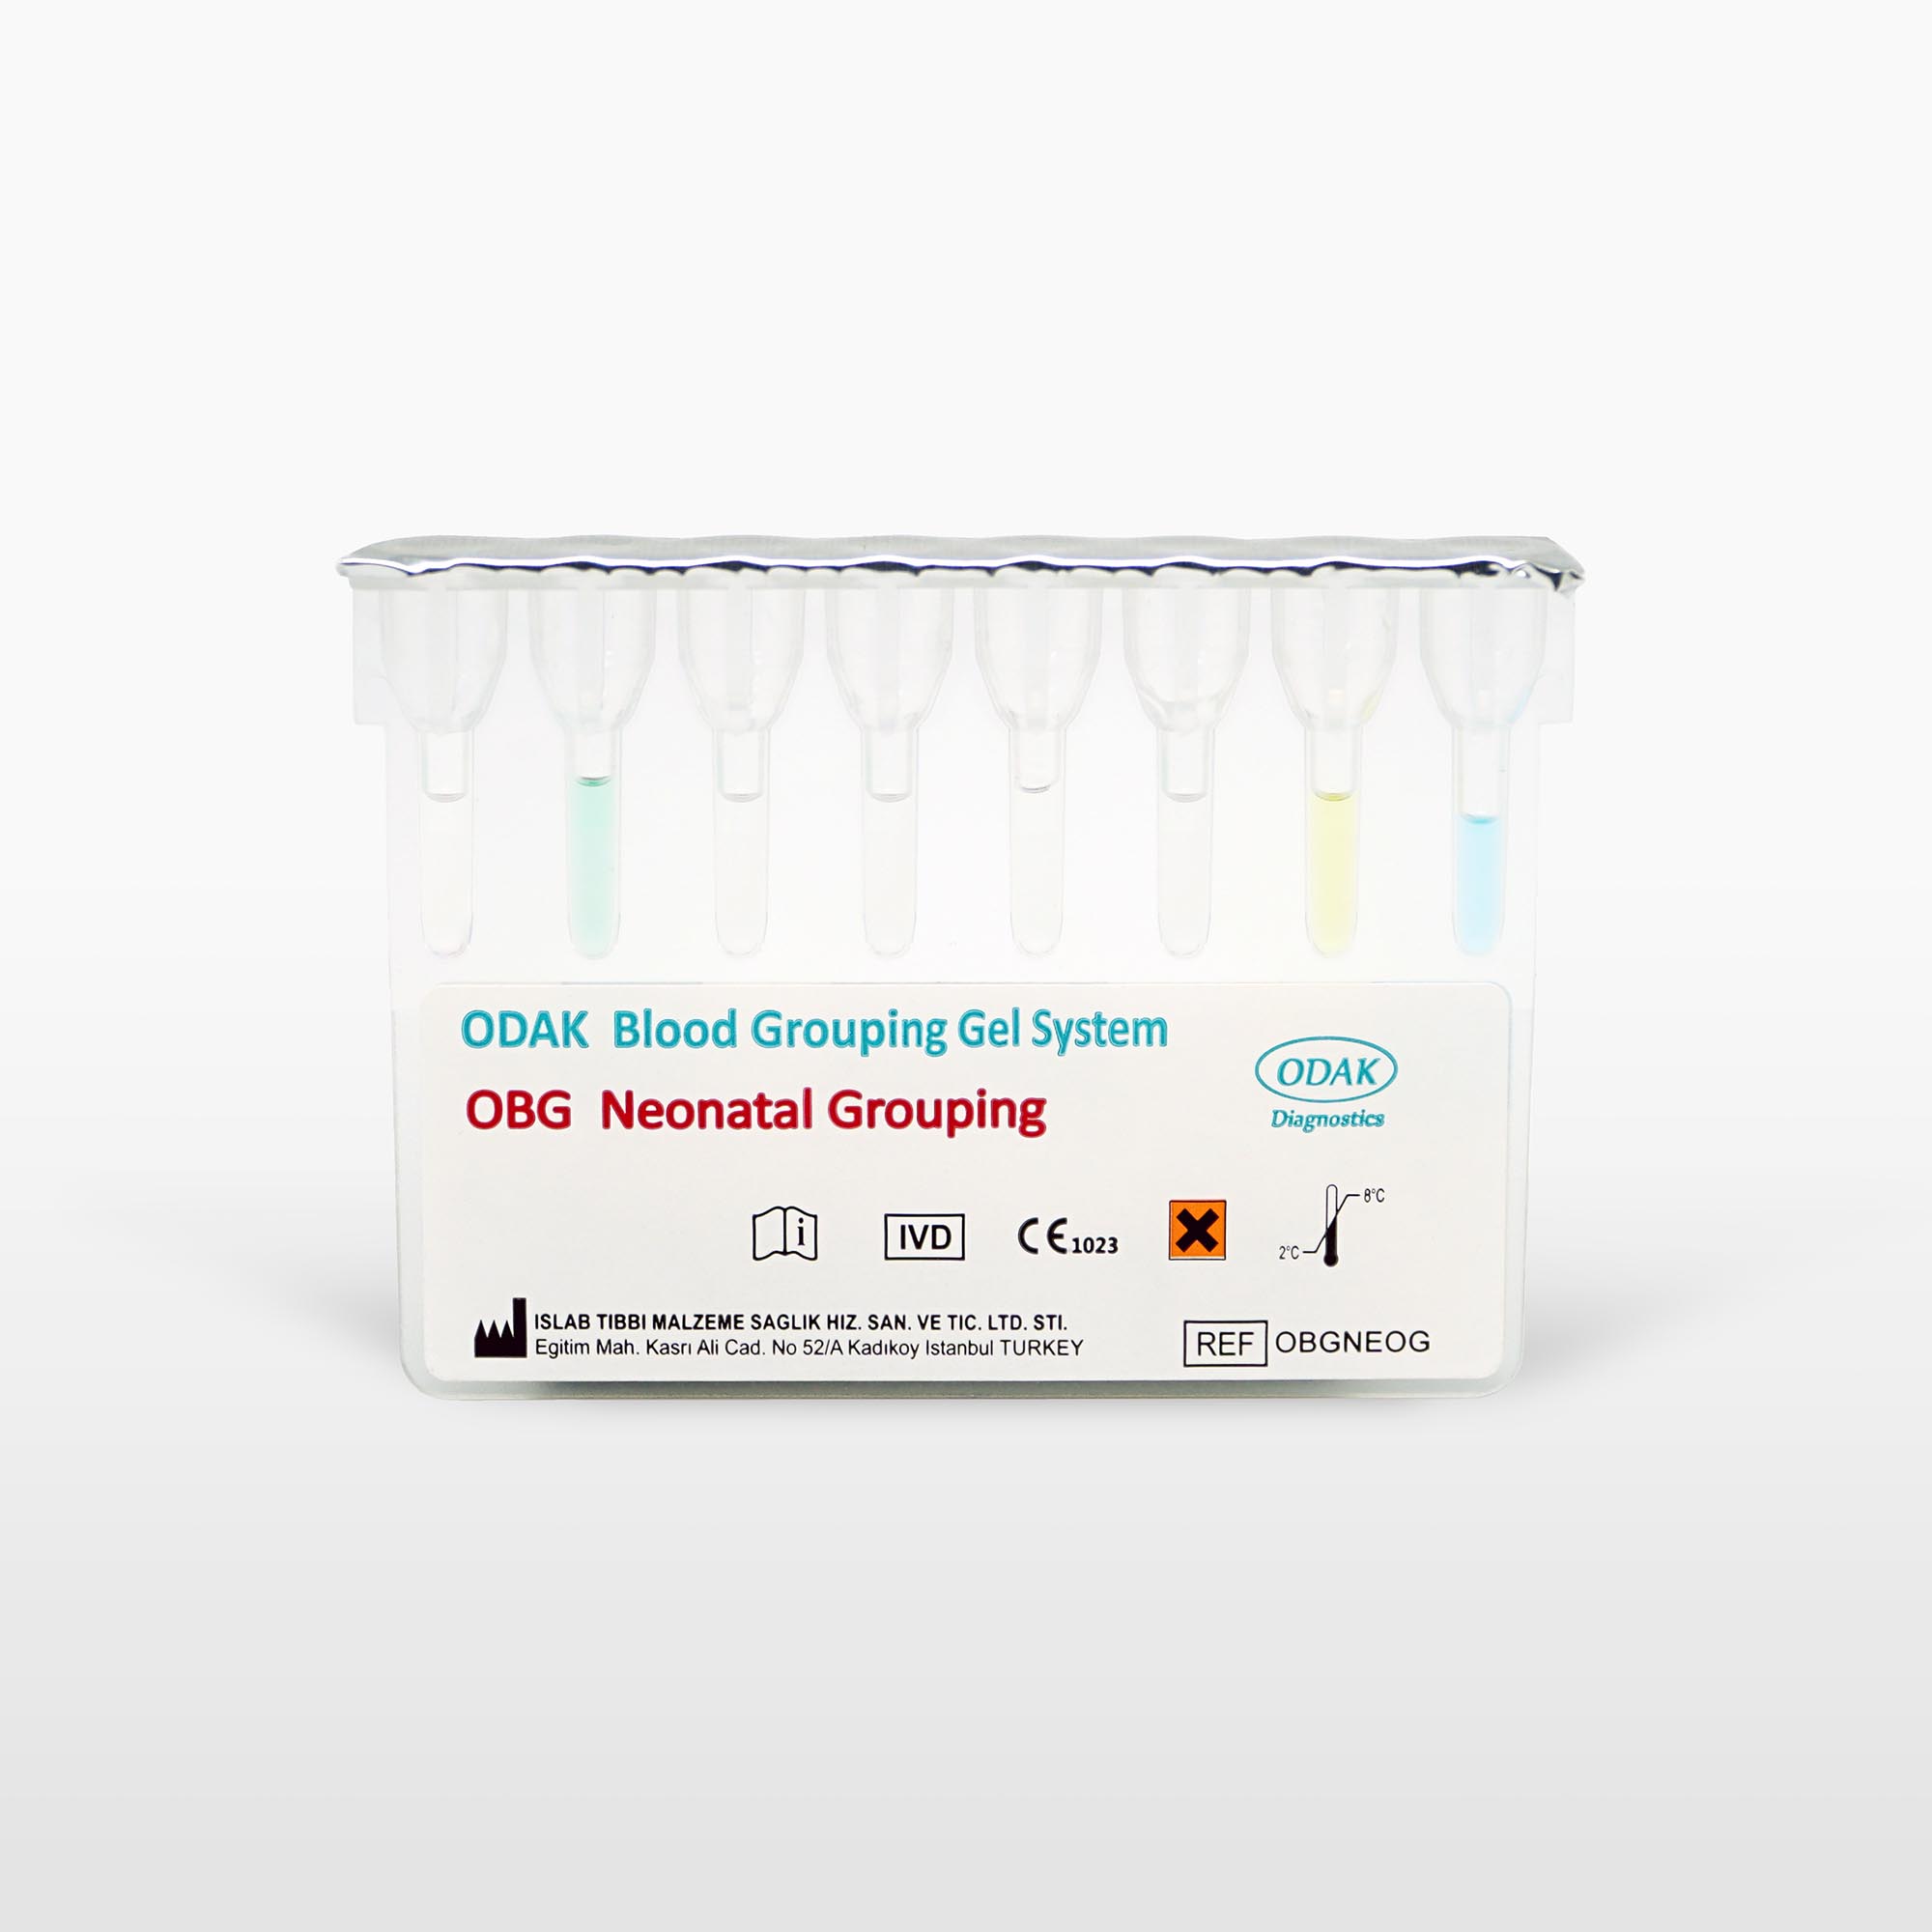 ODAK Blood Grouping Gel System
OBG Neonatal Grouping
ODAK
Diagnostics
i
IVD
CE 1023
8°C
2°C
ISLAB TIBBI MALZEME SAGLIK HIZ. SAN. VE TIC. LTD. STI.
Egitim Mah. Kasrı Ali Cad. No 52/A Kadıkoy Istanbul TURKEY
REF OBGNEOG